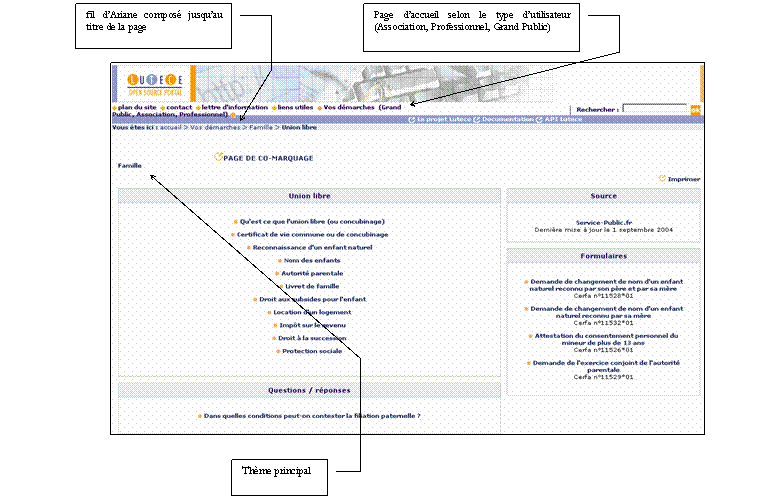 fil d'Ariane composé jusqu'au
titre de la page
Page d'accueil selon le type d'utilisateur
(Association, Professionnel, Grand Public)
LUTECE
OPEN SOURCE PORTAL
http:
plan du site contact lettre d'information liens utiles Vos démarches (Grand
Public, Association, Professionnel)
Rechercher : ok
Le projet Lutece Documentation API Lutece
Vous êtes ici : accueil > Vos démarches > Famille > Union libre
PAGE DE CO-MARQUAGE
Famille
Imprimer
Union libre
Qu'est ce que l'union libre (ou concubinage)
Certificat de vie commune ou de concubinage
Reconnaissance d'un enfant naturel
Nom des enfants
Autorité parentale
Livret de famille
Droit aux subsides pour l'enfant
Location d'un logement
Impôt sur le revenu
Droit à la succession
Protection sociale
Questions / réponses
Dans quelles conditions peut-on contester la filiation paternelle ?
Source
Service-Public.fr
Dernière mise à jour le 1 septembre 2004
Formulaires
Demande de changement de nom d'un enfant
naturel reconnu par son père et par sa mère
Cerfa n°11528*01
Demande de changement de nom d'un enfant
naturel reconnu par sa mère
Cerfa n°11532*01
Attestation du consentement personnel du
mineur de plus de 13 ans
Cerfa n°11526*01
Demande de l'exercice conjoint de l'autorité
parentale
Cerfa n°11529*01
Thème principal